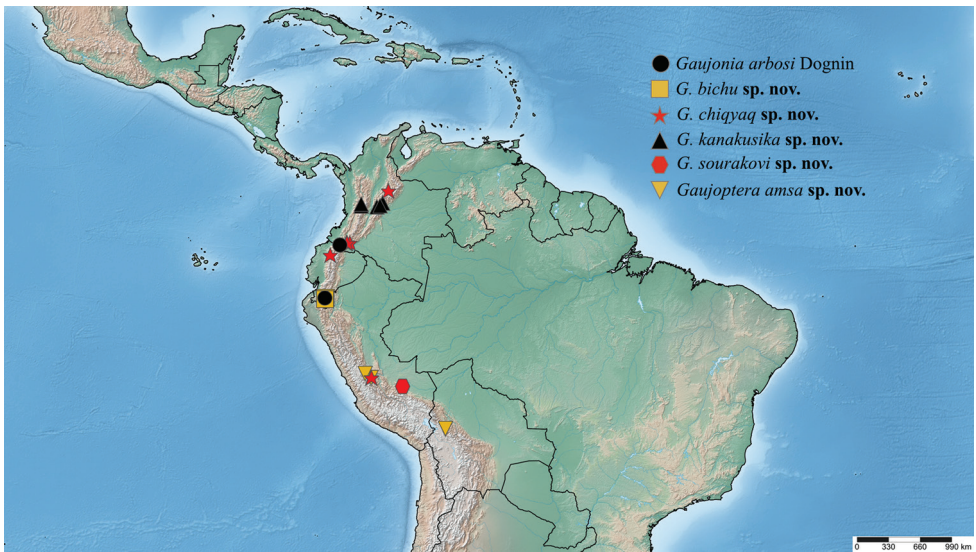 Gaujonia arbosi Dognin
G. bichu sp. nov.
G. chiqyaq sp. nov.
G. kanakusika sp. nov.
G. sourakovi sp. nov.
Gaujoptera amsa sp. nov.
0 330 660 990 km